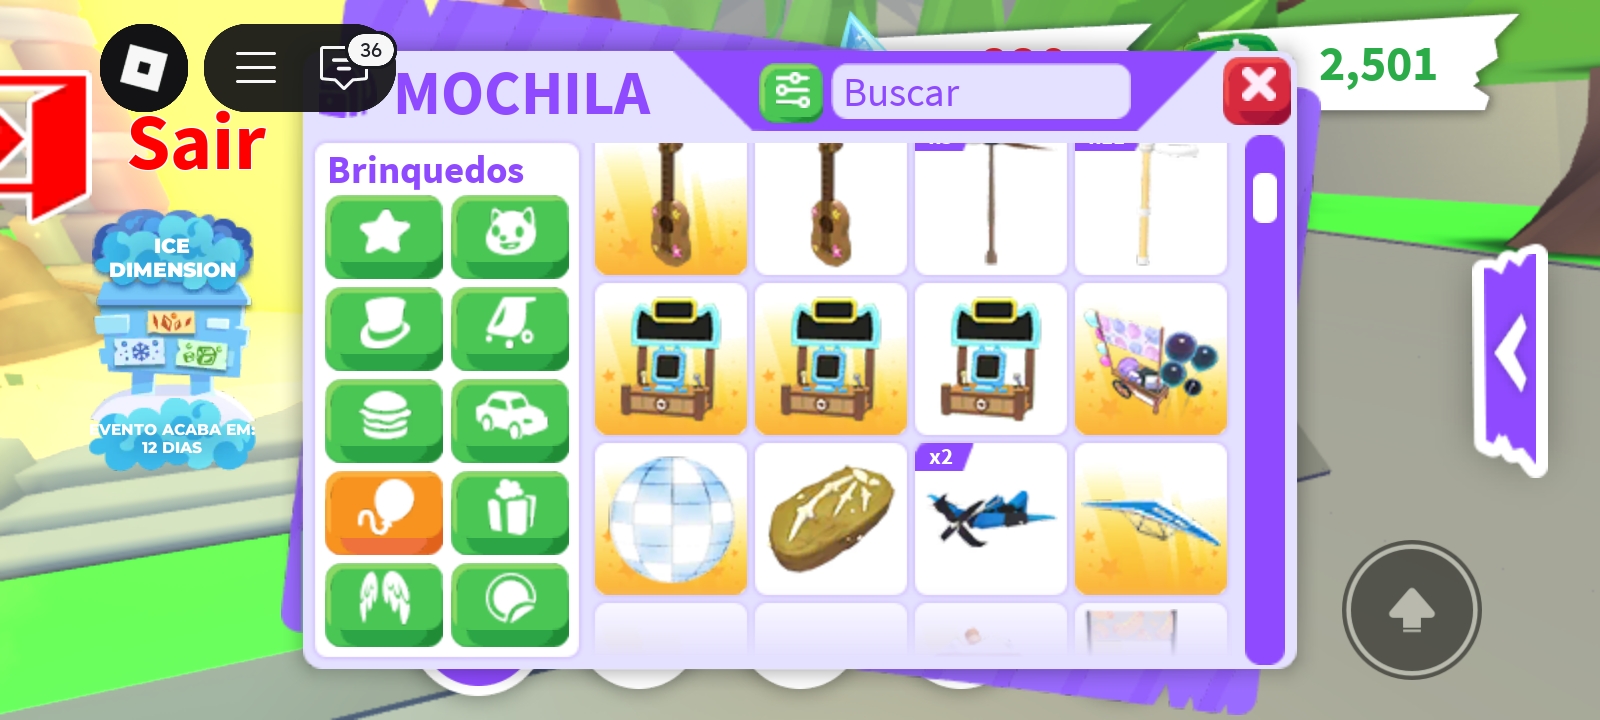 36
MOCHILA
Buscar
2,501
Sair
Brinquedos
ICE
DIMENSION
EVENTO ACABA EM:
12 DIAS
x2